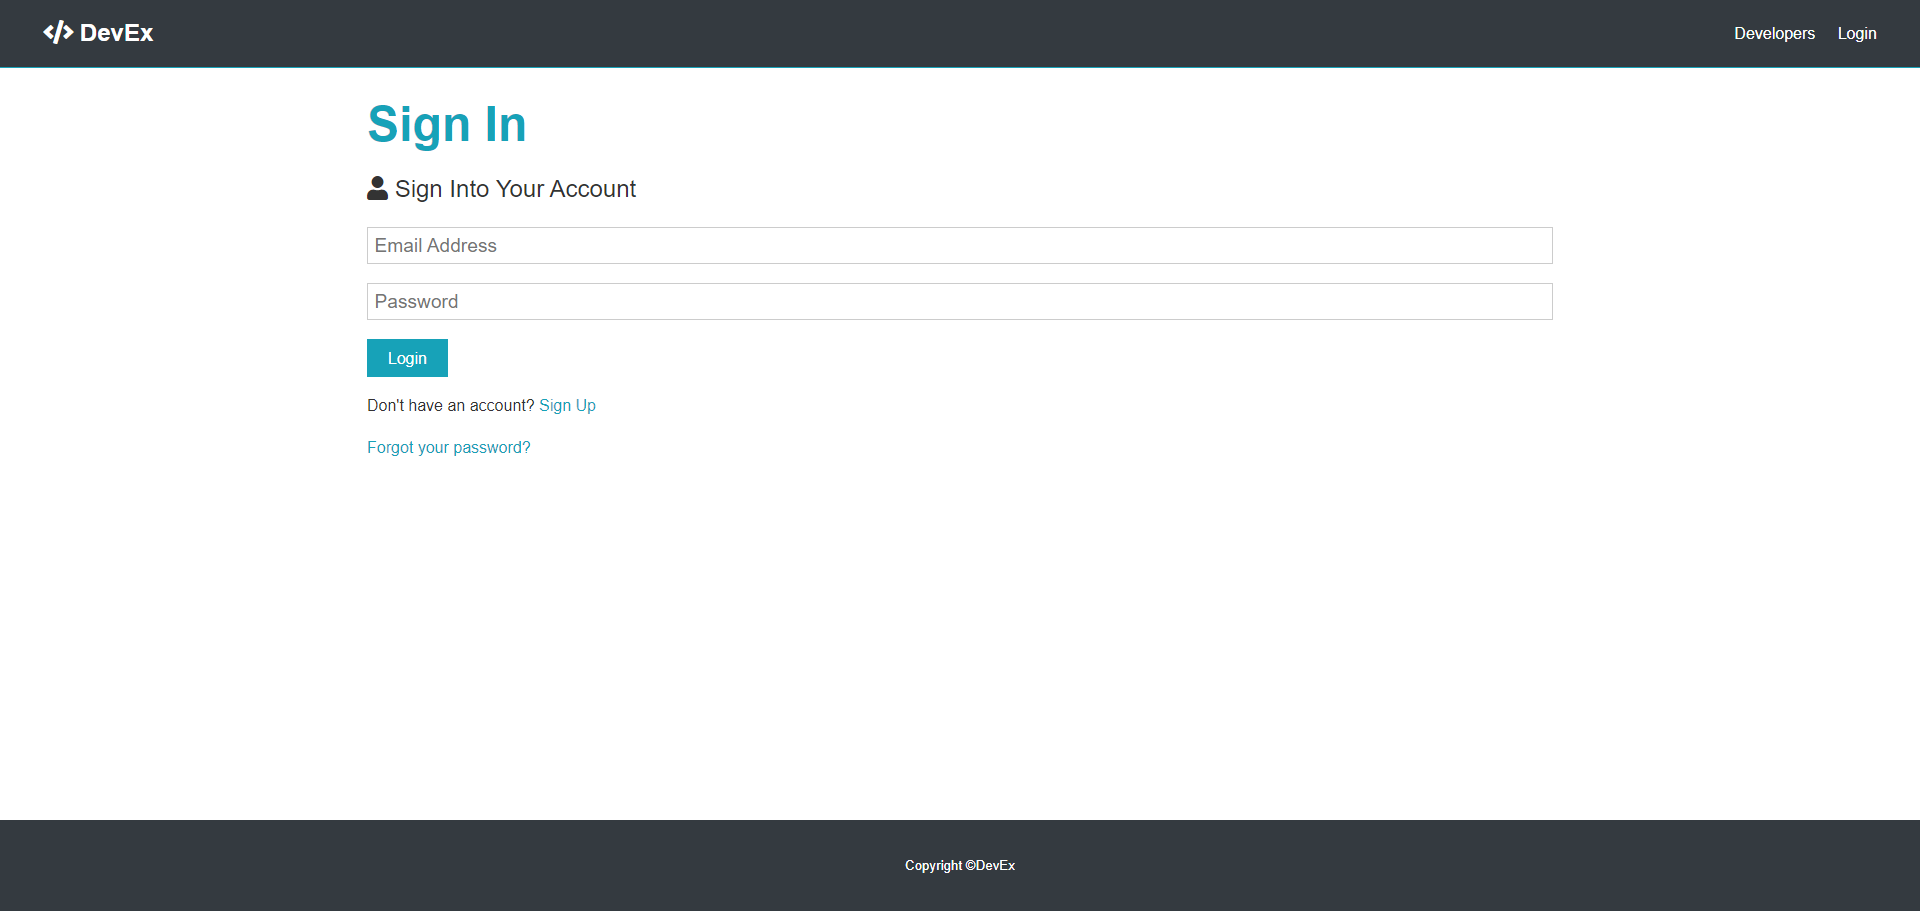 DevEx
Developers Login
Sign In
Sign Into Your Account
Email Address
Password
Login
Don't have an account? Sign Up
Forgot your password?
Copyright ©DevEx